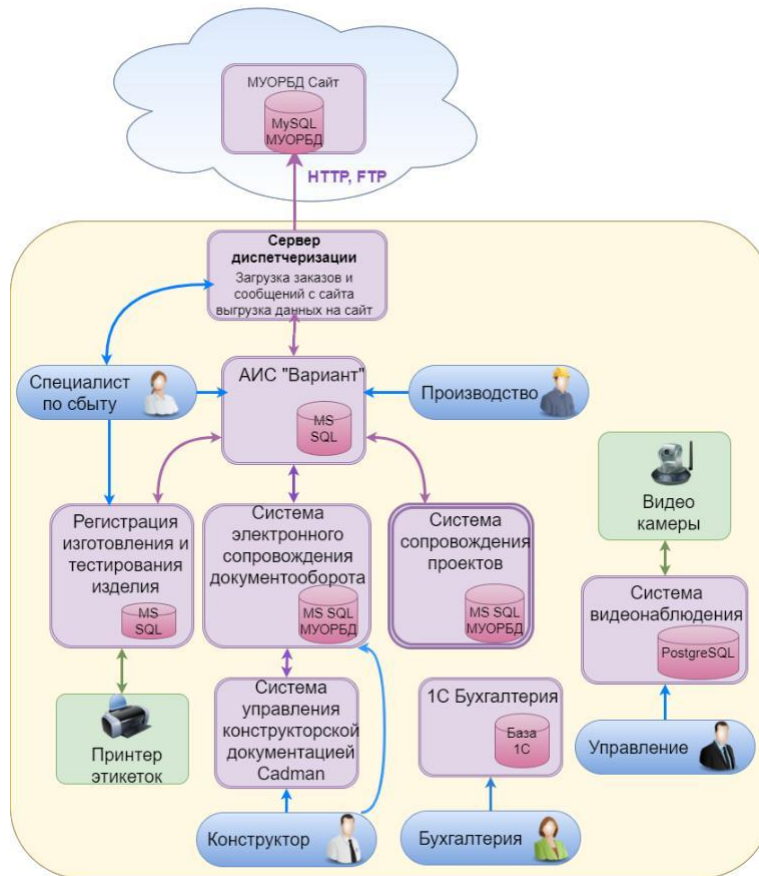 МУОРБД Сайт
MySQL
МУОРБД
HTTP, FTP
Сервер
диспетчеризации
Загрузка заказов и
сообщений с сайта
выгрузка данных на сайт
Специалист
по сбыту
АИС "Вариант"
MS
SQL
Производство
Регистрация
изготовления и
тестирования
изделия
MS
SQL
Система
электронного
сопровождения
документооборота
MS SQL
МУОРБД
Система
сопровождения
проектов
MS SQL
МУОРБД
Видео
камеры
Система
видеонаблюдения
PostgreSQL
Принтер
этикеток
Система
управления
конструкторской
документацией
Cadman
1С Бухгалтерия
База
1С
Управление
Конструктор
Бухгалтерия